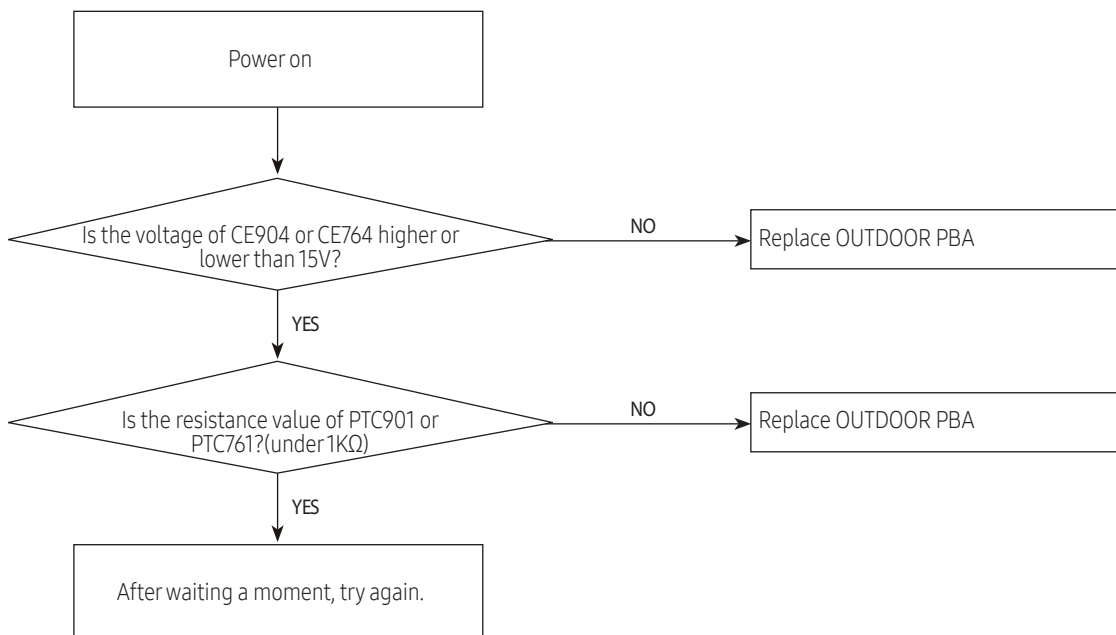 Power on
Is the voltage of CE904 or CE764 higher or
lower than 15V?
NO
Replace OUTDOOR PBA
YES
Is the resistance value of PTC901 or
PTC761?(under 1KΩ)
NO
Replace OUTDOOR PBA
YES
After waiting a moment, try again.